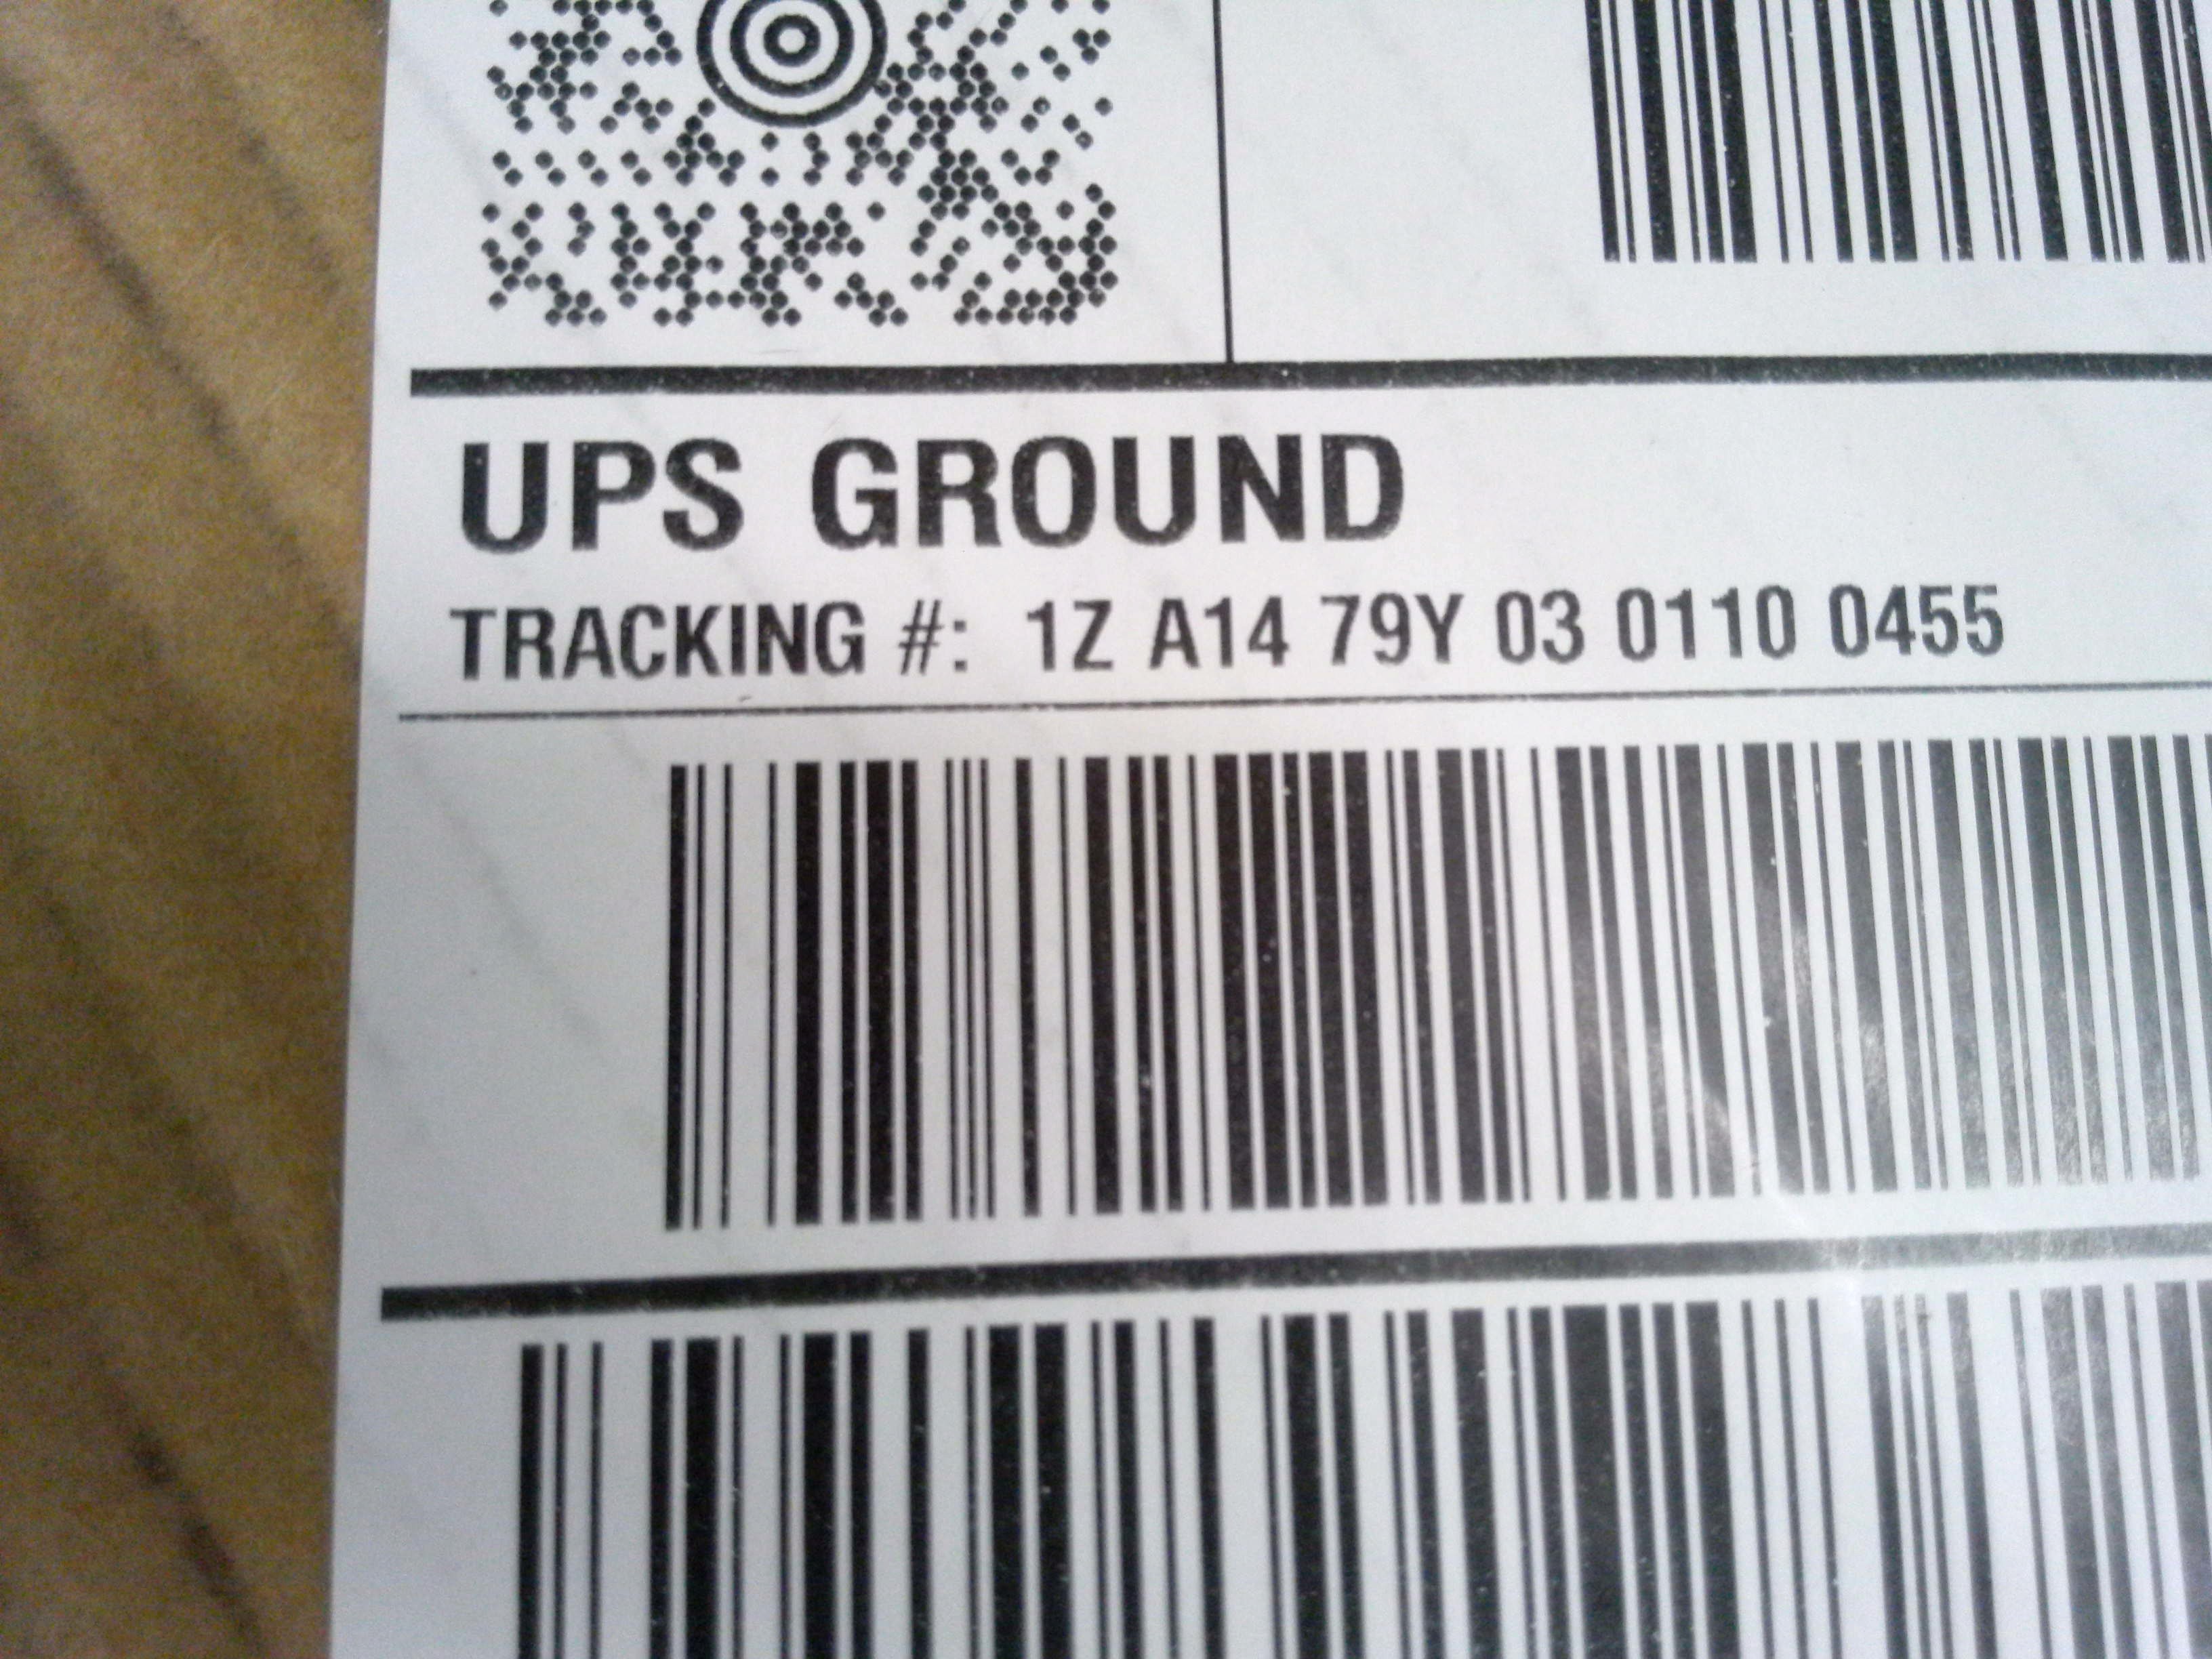 UPS GROUND
TRACKING #: 1Z A14 79Y 03 0110 0455